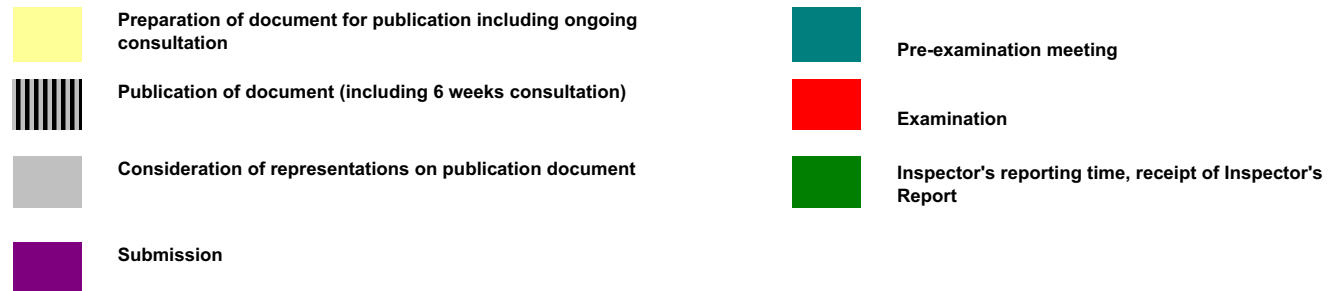 Preparation of document for publication including ongoing
consultation
Publication of document (including 6 weeks consultation)
Consideration of representations on publication document
Submission
Pre-examination meeting
Examination
Inspector's reporting time, receipt of Inspector's
Report